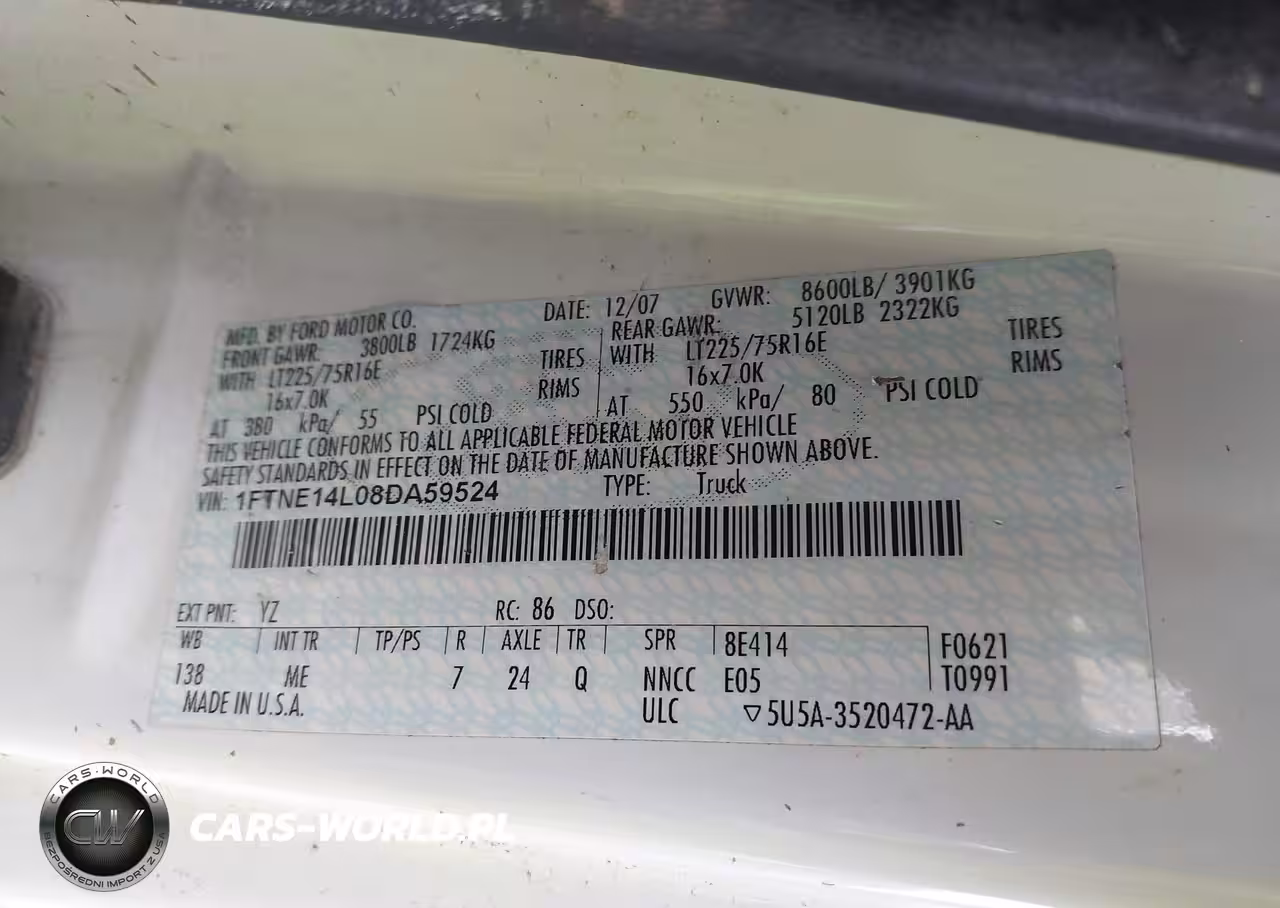 MFD. BY FORD MOTOR CO. DATE: 12/07 GVWR: 8600LB/ 3901KG
FRONT GAWR: 3800LB 1724KG REAR GAWR: 5120LB 2322KG
WITH LT225/75R16E TIRES WITH LT225/75R16E TIRES
16x7.0K RIMS 16x7.0K RIMS
AT 380 kPa/ 55 PSI COLD AT 550 kPa/ 80 PSI COLD
THIS VEHICLE CONFORMS TO ALL APPLICABLE FEDERAL MOTOR VEHICLE
SAFETY STANDARDS IN EFFECT ON THE DATE OF MANUFACTURE SHOWN ABOVE.
VIN: 1FTNE14L08DA59524 TYPE: Truck
EXT PNT: YZ RC: 86 DSO:
WB INT TR TP/PS R AXLE TR SPR 8E414 F0621
138 ME 7 24 Q NNCC E05 T0991
MADE IN U.S.A. ULC 5U5A-3520472-AA
CARS-WORLD
CW
BEZPOŚREDNI IMPORT Z USA
CARS-WORLD.PL